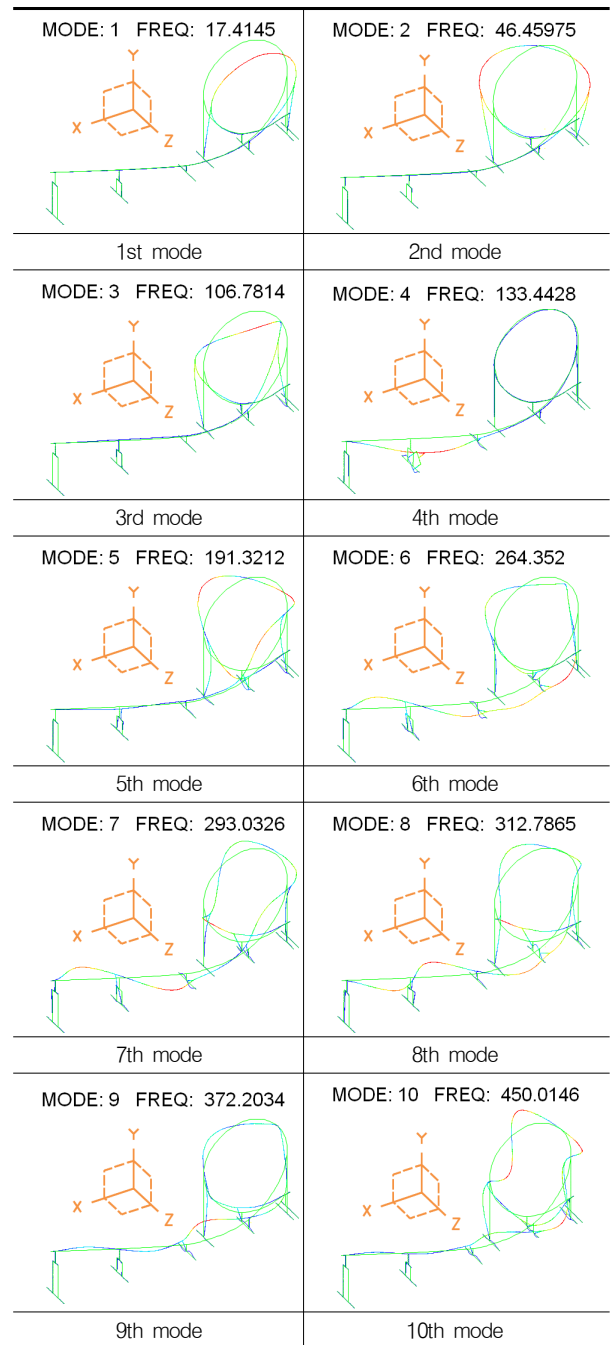 MODE: 1 FREQ: 17.4145
Y
X
Z
1st mode
MODE: 2 FREQ: 46.45975
Y
X
Z
2nd mode
MODE: 3 FREQ: 106.7814
Y
X
Z
3rd mode
MODE: 4 FREQ: 133.4428
Y
X
Z
4th mode
MODE: 5 FREQ: 191.3212
Y
X
Z
5th mode
MODE: 6 FREQ: 264.352
Y
X
Z
6th mode
MODE: 7 FREQ: 293.0326
Y
X
Z
7th mode
MODE: 8 FREQ: 312.7865
Y
X
Z
8th mode
MODE: 9 FREQ: 372.2034
Y
X
Z
9th mode
MODE: 10 FREQ: 450.0146
Y
X
Z
10th mode